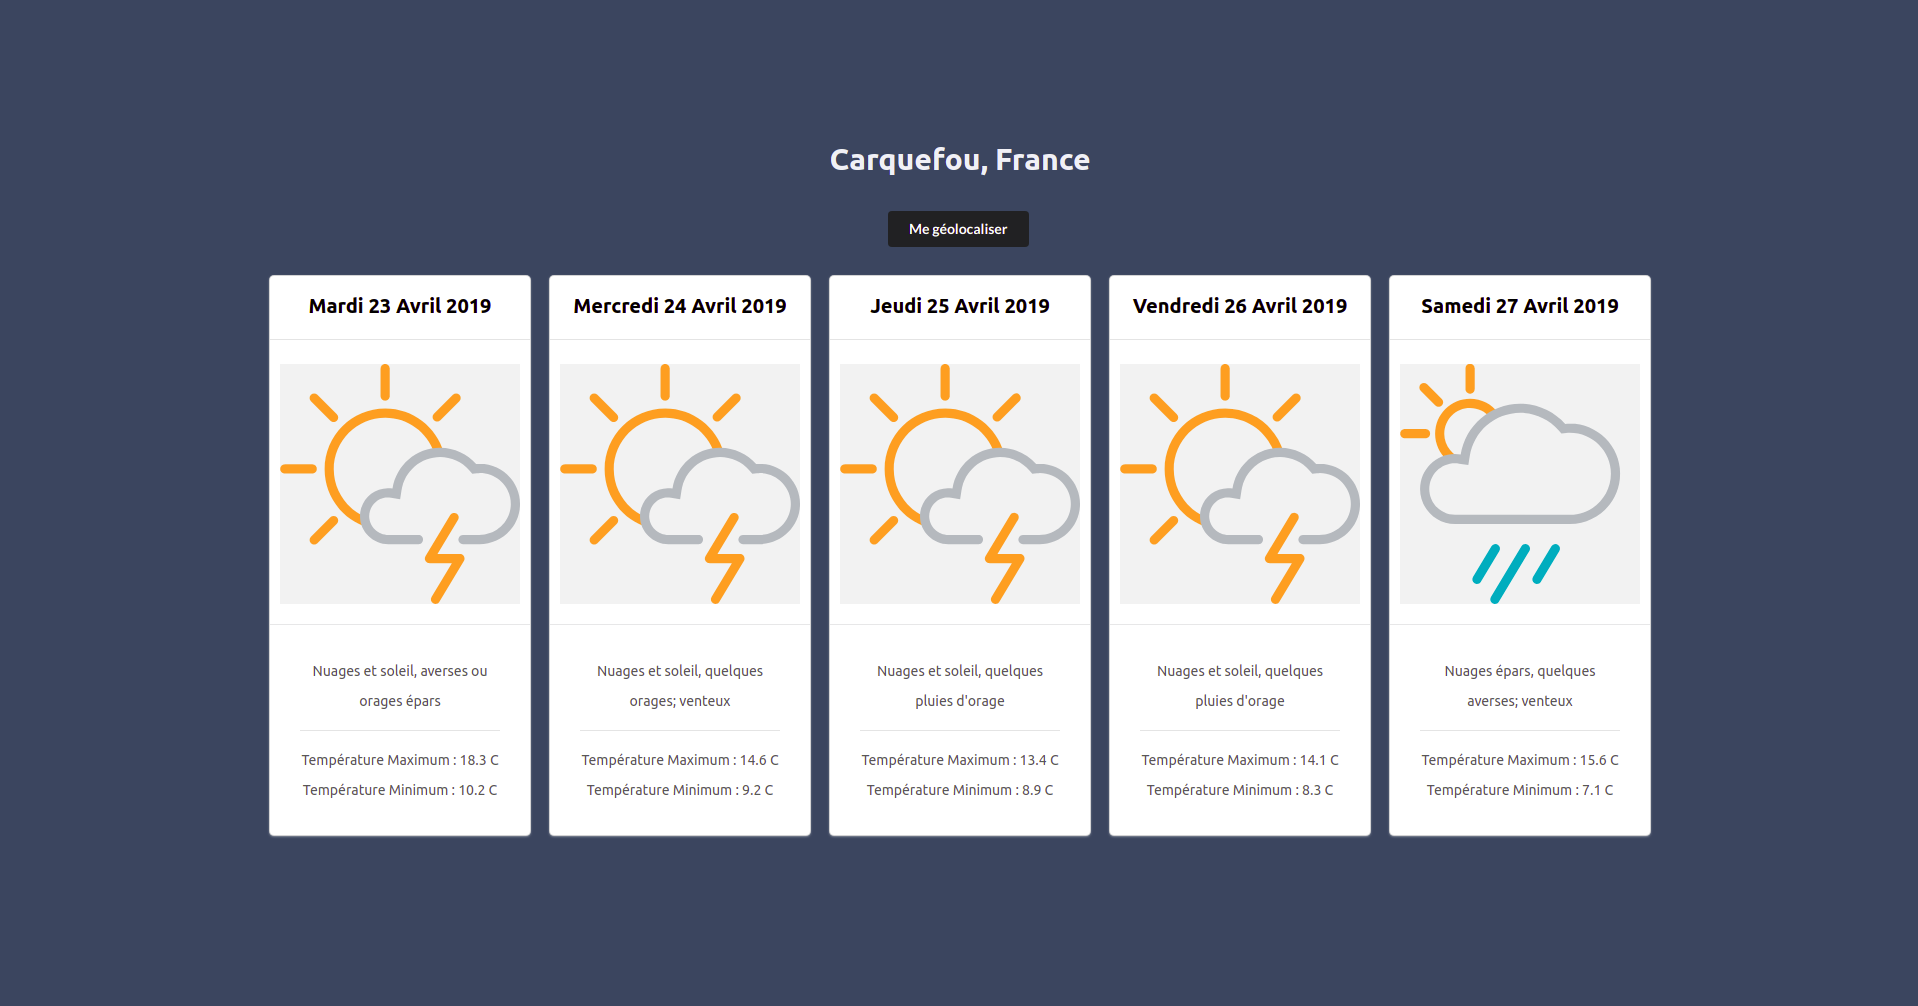 Carquefou, France
Me géolocaliser
Mardi 23 Avril 2019
Nuages et soleil, averses ou
orages épars
Température Maximum : 18.3 C
Température Minimum : 10.2 C
Mercredi 24 Avril 2019
Nuages et soleil, quelques
orages; venteux
Température Maximum : 14.6 C
Température Minimum : 9.2 C
Jeudi 25 Avril 2019
Nuages et soleil, quelques
pluies d'orage
Température Maximum : 13.4 C
Température Minimum : 8.9 C
Vendredi 26 Avril 2019
Nuages et soleil, quelques
pluies d'orage
Température Maximum : 14.1 C
Température Minimum : 8.3 C
Samedi 27 Avril 2019
Nuages épars, quelques
averses; venteux
Température Maximum : 15.6 C
Température Minimum : 7.1 C